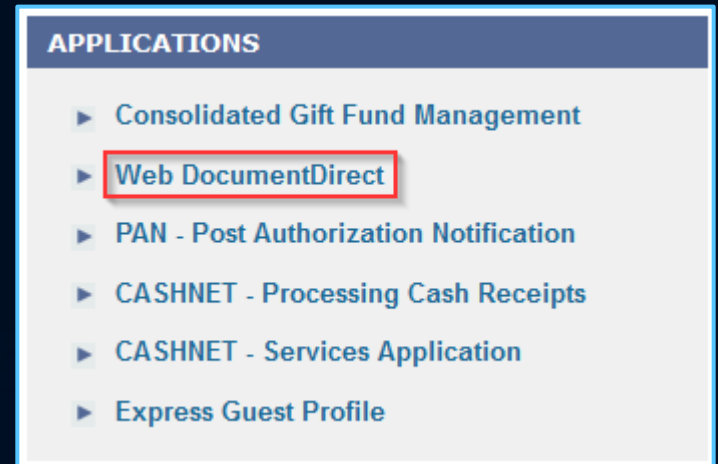 APPLICATIONS
Consolidated Gift Fund Management
Web DocumentDirect
PAN - Post Authorization Notification
CASHNET - Processing Cash Receipts
CASHNET - Services Application
Express Guest Profile